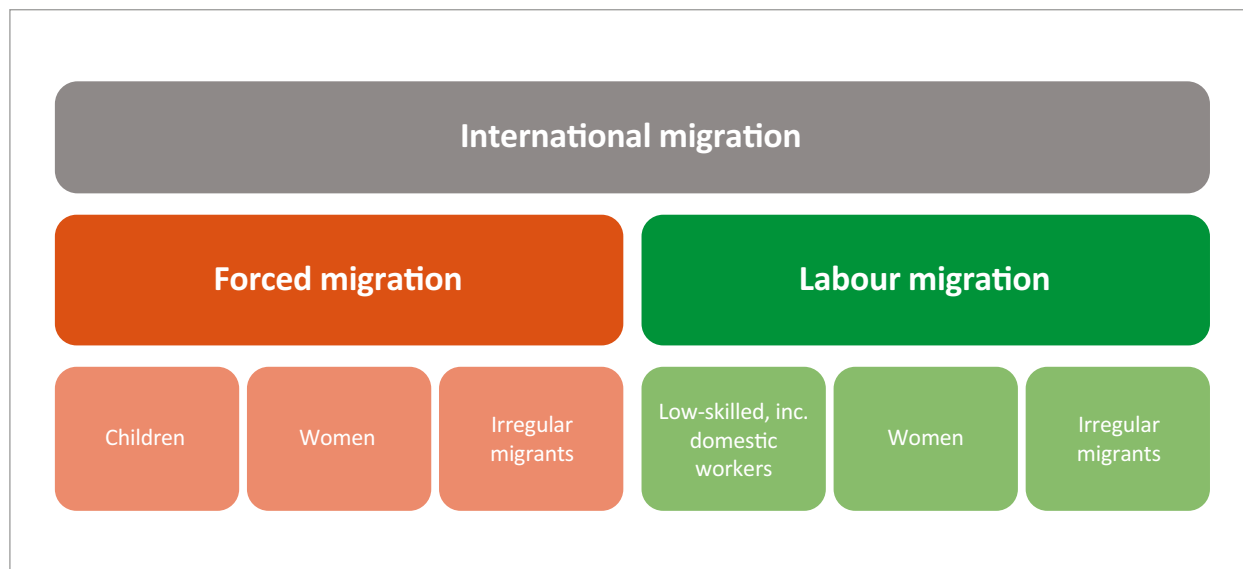 International migration
Forced migration
Labour migration
Children
Women
Irregular
migrants
Low-skilled, inc.
domestic
workers
Women
Irregular
migrants